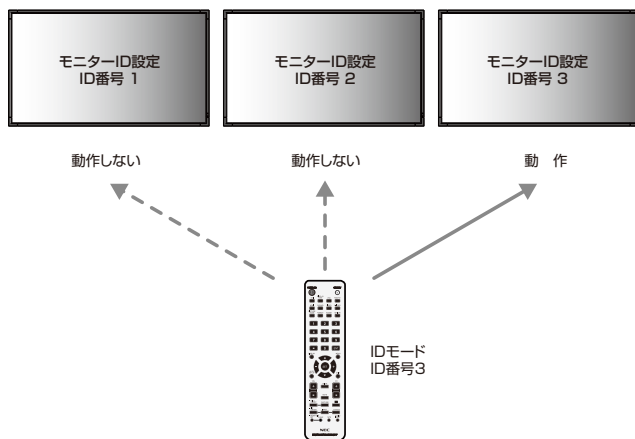 モニターID設定
ID番号 1
モニターID設定
ID番号 2
モニターID設定
ID番号 3
動作しない
動作しない
動 作
IDモード
ID番号3
NEC